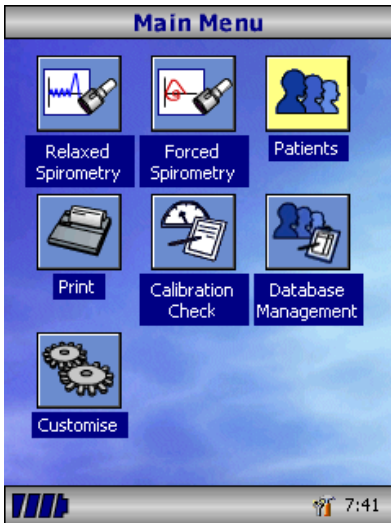 Main Menu
Relaxed
Spirometry
Forced
Spirometry
Patients
Print
Calibration
Check
Database
Management
Customise
7:41